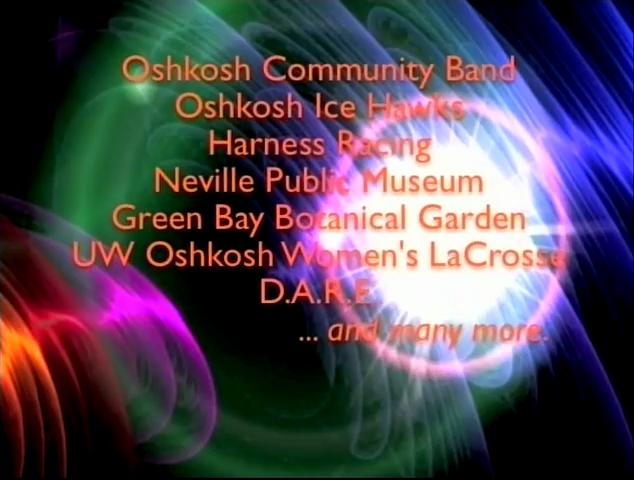 Oshkosh Community Band
Oshkosh Ice Hawks
Harness Racing
Neville Public Museum
Green Bay Botanical Garden
UW Oshkosh Women's LaCrosse
D.A.R.E
... and many more.